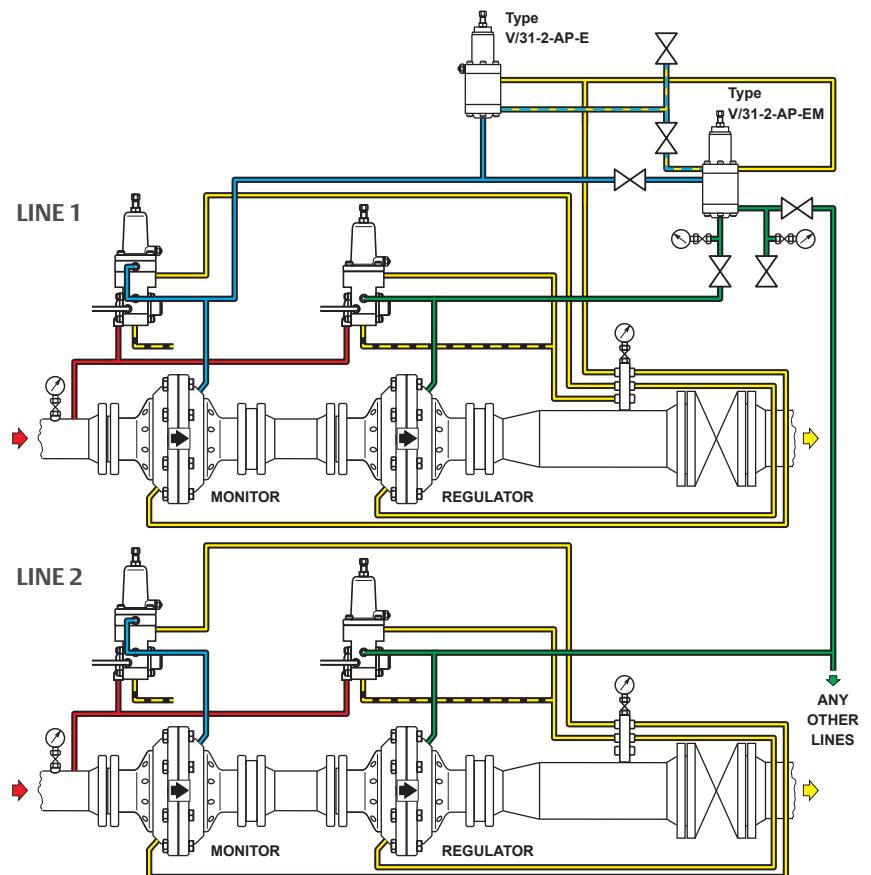 Type
V/31-2-AP-E
Type
V/31-2-AP-EM
LINE 1
MONITOR
REGULATOR
LINE 2
ANY
OTHER
LINES
MONITOR
REGULATOR